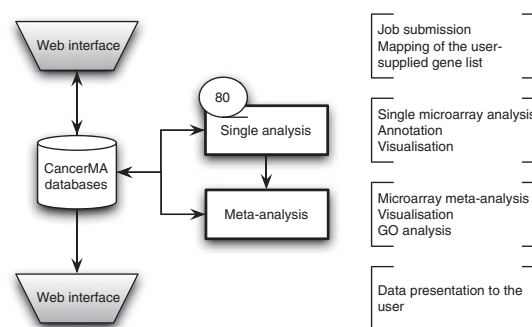 Web interface
Job submission
Mapping of the user-
supplied gene list
80
Single analysis
Single microarray analysis
Annotation
Visualisation
CancerMA
databases
Meta-analysis
Microarray meta-analysis
Visualisation
GO analysis
Web interface
Data presentation to the
user